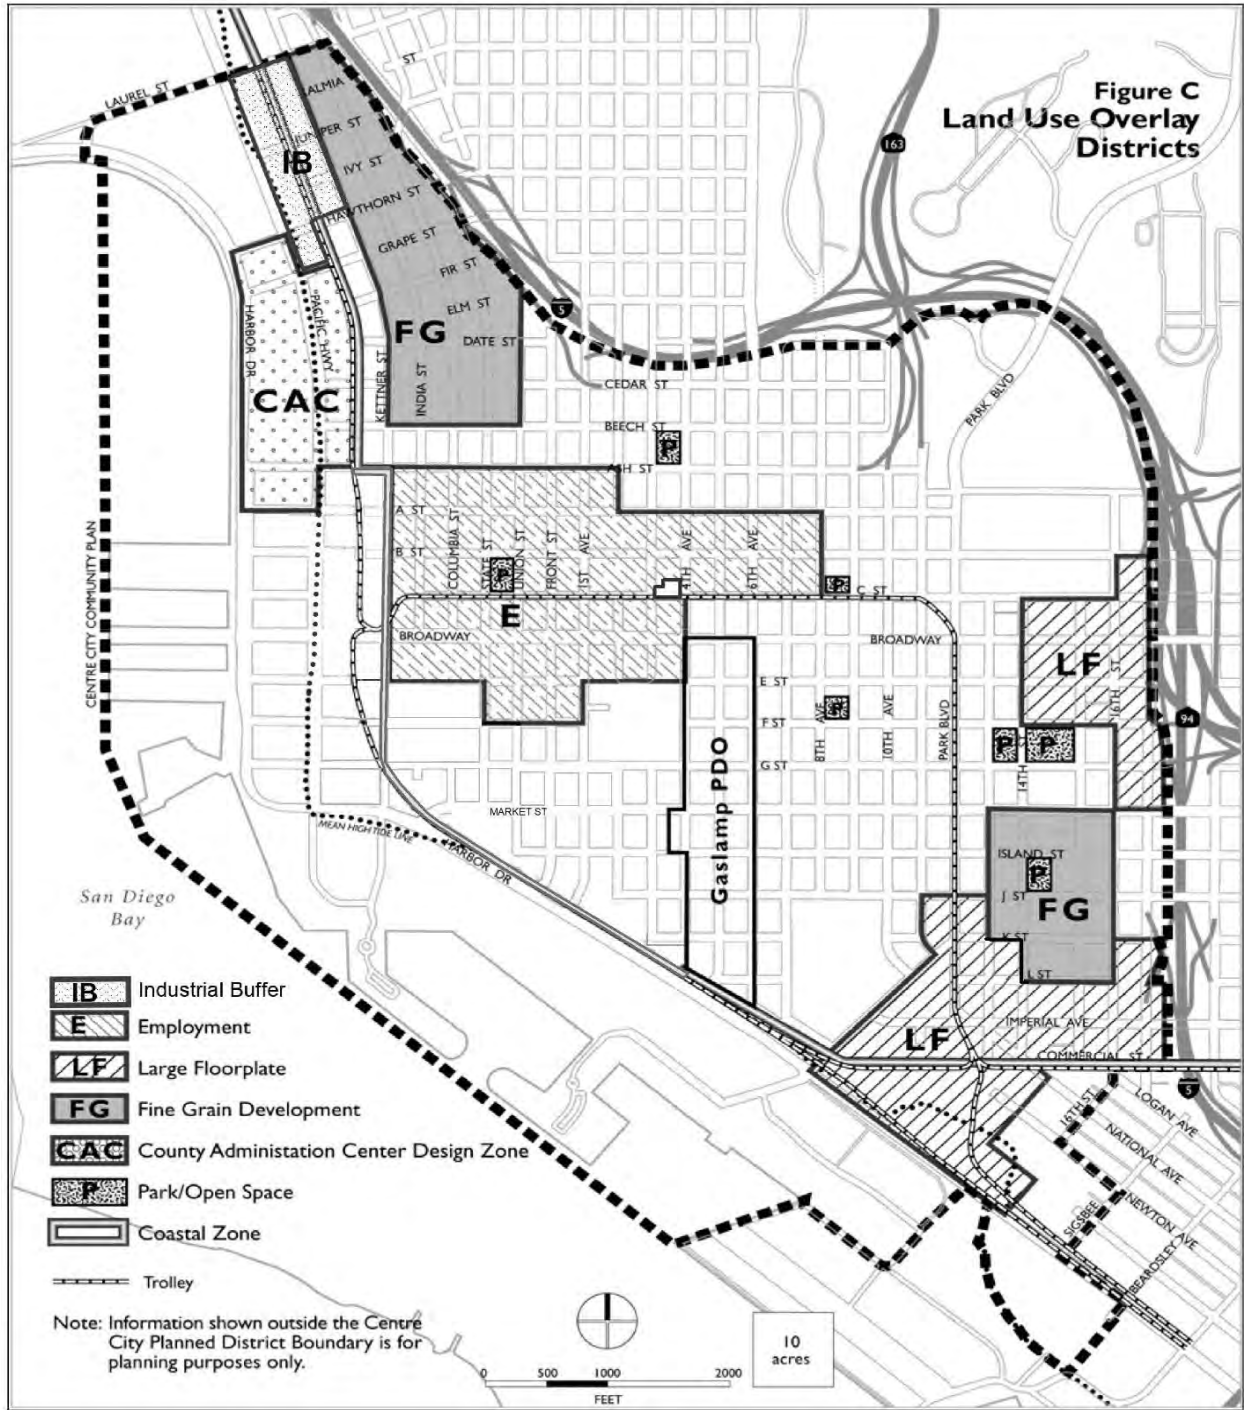 Figure C
Land Use Overlay
Districts
ST
LAUREL ST
163
JUNIPER ST
IB
IVY ST
HAWTHORN ST
GRAPE ST
FIR ST
ELM ST
5
FG
DATE ST
HARBOR DR
PACIFIC HWY
CAC
KETTNER ST
INDIA ST
CEDAR ST
PARK BLVD
BEECH ST
P
ASH ST
A ST
B ST
COLUMBIA ST
STATE ST
UNION ST
FRONT ST
1ST AVE
4TH AVE
6TH AVE
P
P
C ST
CENTRE CITY COMMUNITY PLAN
E
BROADWAY
BROADWAY
LF
16TH ST
E ST
F ST
G ST
8TH AVE
P
10TH AVE
PARK BLVD
94
P
P
14TH ST
Gaslamp PDO
MARKET ST
MEAN HIGH TIDE LINE
HARBOR DR
ISLAND ST
P
J ST
FG
K ST
L ST
San Diego
Bay
IMPERIAL AVE
LF
COMMERCIAL ST
5
16TH ST
LOGAN AVE
NATIONAL AVE
NEWTON AVE
SIGSBEE
BEARDSLEY
IB Industrial Buffer
E Employment
LF Large Floorplate
FG Fine Grain Development
CAC County Administation Center Design Zone
P Park/Open Space
Coastal Zone
Trolley
Note: Information shown outside the Centre
City Planned District Boundary is for
planning purposes only.
0 500 1000 2000
FEET
10
acres